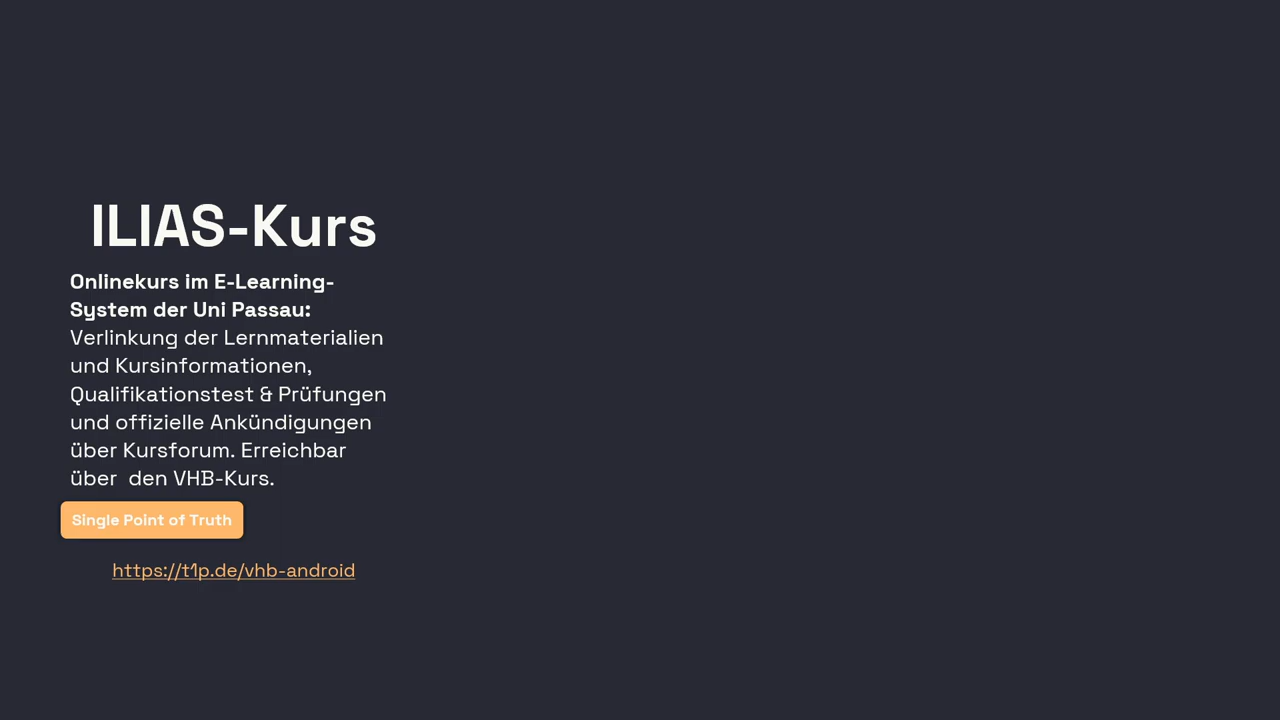 ILIAS-Kurs
Onlinekurs im E-Learning-
System der Uni Passau:
Verlinkung der Lernmaterialien
und Kursinformationen,
Qualifikationstest & Prüfungen
und offizielle Ankündigungen
über Kursforum. Erreichbar
über  den VHB-Kurs.
Single Point of Truth
https://t1p.de/vhb-android